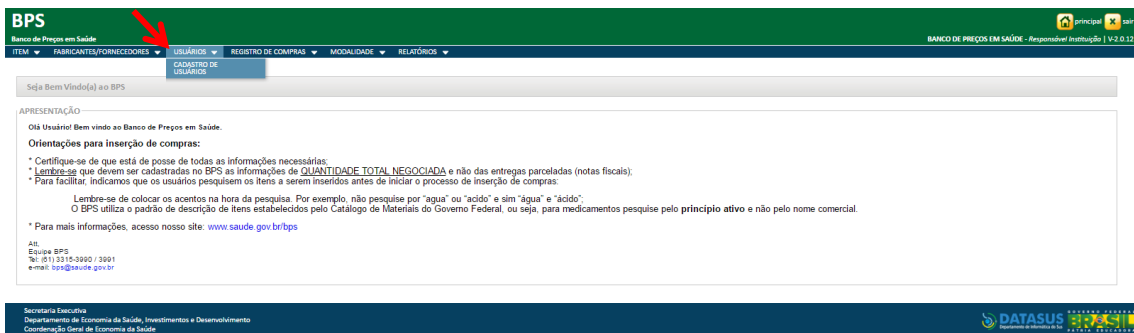 BPS
principal sair
Banco de Preços em Saúde
BANCO DE PREÇOS EM SAÚDE - Responsável Instituição | V-2.0.12
ITEM FABRICANTES/FORNECEDORES USUÁRIOS REGISTRO DE COMPRAS MODALIDADE RELATÓRIOS
CADASTRO DE
USUÁRIOS
Seja Bem Vindo(a) ao BPS
APRESENTAÇÃO
Olá Usuário! Bem vindo ao Banco de Preços em Saúde.
Orientações para inserção de compras:
* Certifique-se de que está de posse de todas as informações necessárias;
* Lembre-se que devem ser cadastradas no BPS as informações de QUANTIDADE TOTAL NEGOCIADA e não das entregas parceladas (notas fiscais);
* Para facilitar, indicamos que os usuários pesquisem os itens a serem inseridos antes de iniciar o processo de inserção de compras:
Lembre-se de colocar os acentos na hora da pesquisa. Por exemplo, não pesquise por "agua" ou "acido" e sim "água" e "ácido";
O BPS utiliza o padrão de descrição de itens estabelecidos pelo Catálogo de Materiais do Governo Federal, ou seja, para medicamentos pesquise pelo princípio ativo e não pelo nome comercial.
* Para mais informações, acesso nosso site: www.saude.gov.br/bps
Att,
Equipe BPS
Tel: (61) 3315-3990 / 3991
e-mail: bps@saude.gov.br
Secretaria Executiva
Departamento de Economia da Saúde, Investimentos e Desenvolvimento
Coordenação Geral de Economia da Saúde
DATASUS
Departamento de Informática do Sus
GOVERNO FEDERAL
BRASIL
PÁTRIA EDUCADORA